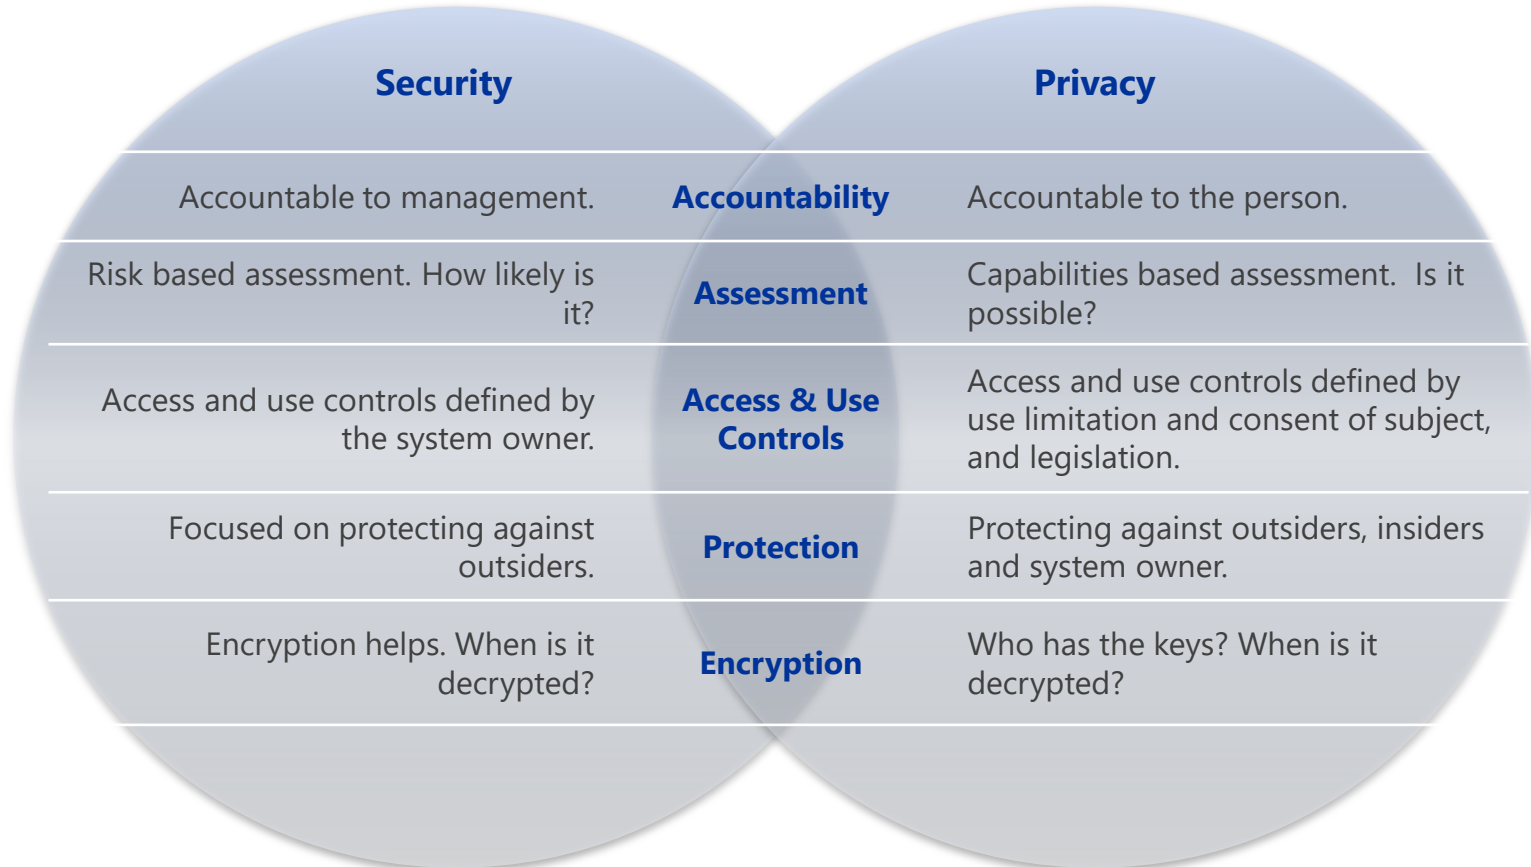 Security
Privacy
Accountable to management.
Accountability
Accountable to the person.
Risk based assessment. How likely is
it?
Assessment
Capabilities based assessment.  Is it
possible?
Access and use controls defined by
the system owner.
Access & Use
Controls
Access and use controls defined by
use limitation and consent of subject,
and legislation.
Focused on protecting against
outsiders.
Protection
Protecting against outsiders, insiders
and system owner.
Encryption helps. When is it
decrypted?
Encryption
Who has the keys? When is it
decrypted?